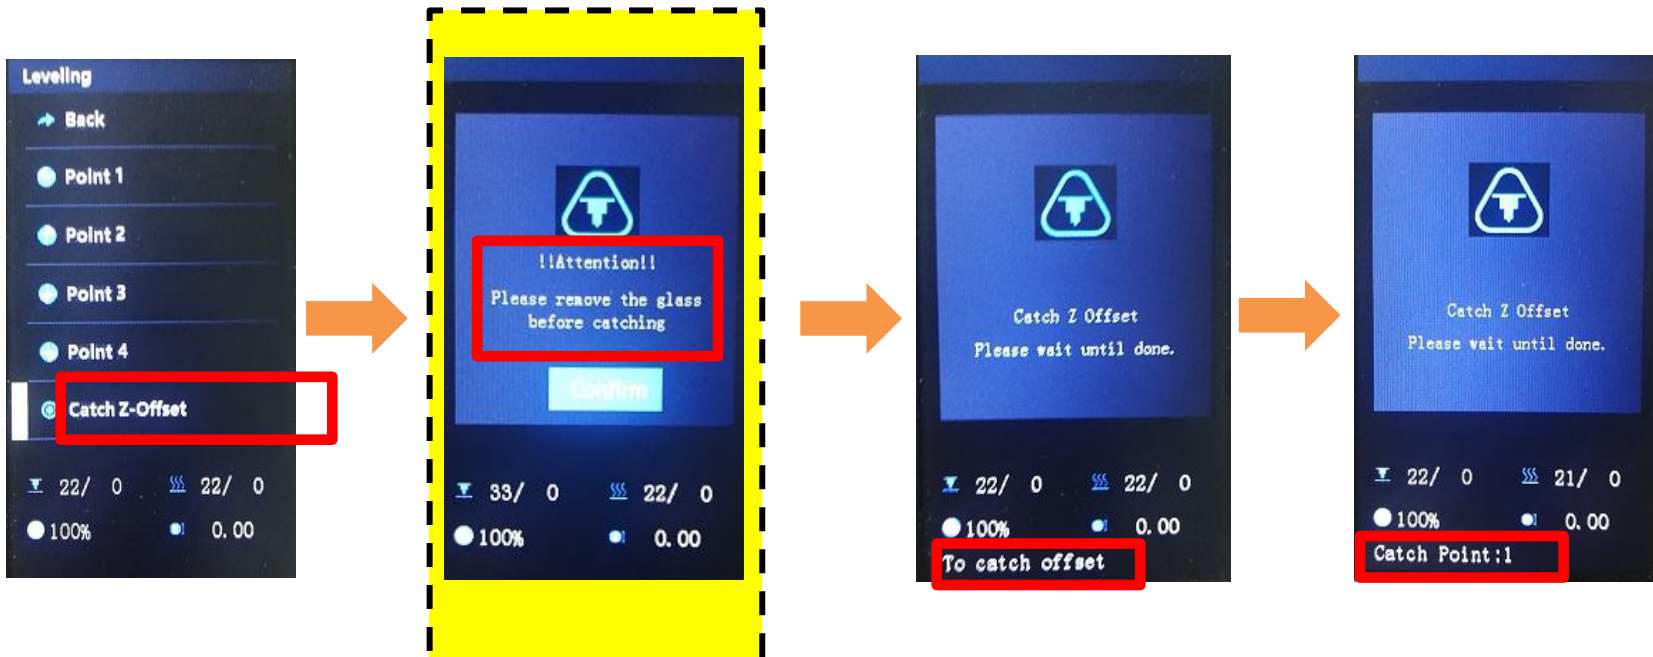 Leveling
Back
Point 1
Point 2
Point 3
Point 4
Catch Z-Offset
22/ 0 22/ 0
100% 0.00
!!Attention!!
Please remove the glass
before catching
Confirm
33/ 0 22/ 0
100% 0.00
Catch Z Offset
Please wait until done.
22/ 0 22/ 0
100% 0.00
To catch offset
Catch Z Offset
Please wait until done.
22/ 0 21/ 0
100% 0.00
Catch Point:1